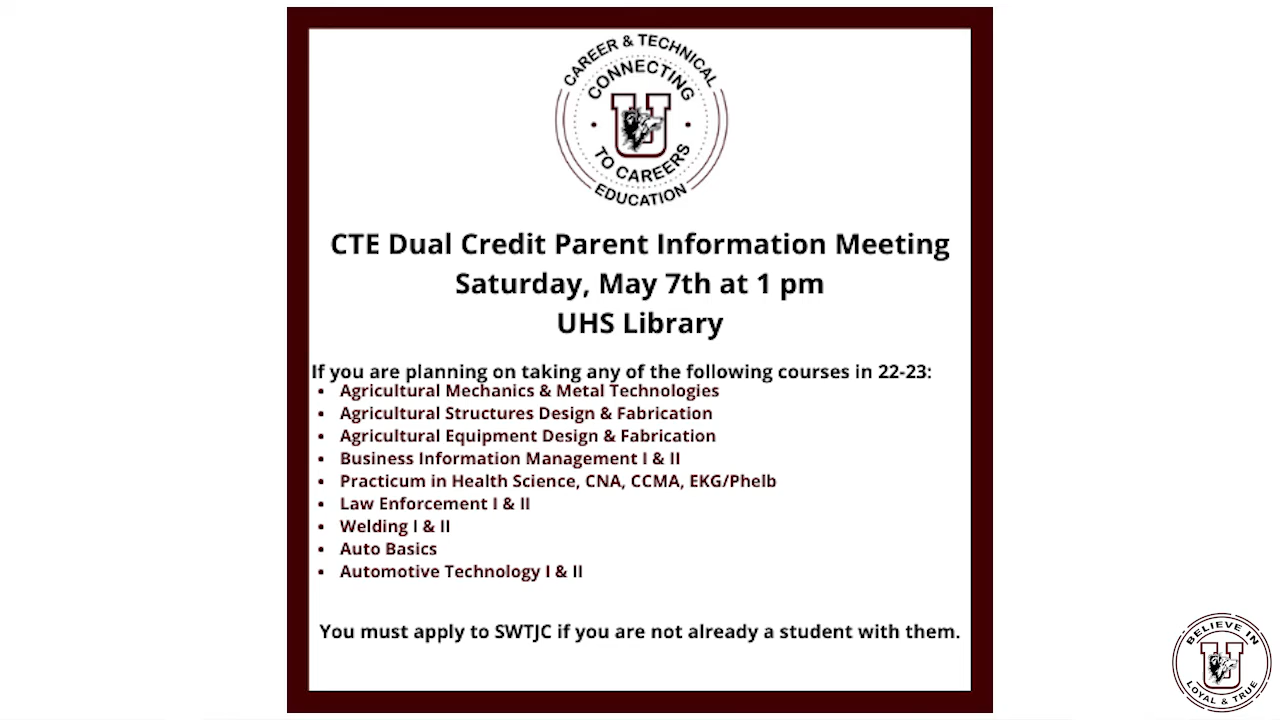 CAREER & TECHNICAL
CONNECTING
U
TO CAREERS
EDUCATION
CTE Dual Credit Parent Information Meeting
Saturday, May 7th at 1 pm
UHS Library
If you are planning on taking any of the following courses in 22-23:
• Agricultural Mechanics & Metal Technologies
• Agricultural Structures Design & Fabrication
• Agricultural Equipment Design & Fabrication
• Business Information Management I & II
• Practicum in Health Science, CNA, CCMA, EKG/Phelb
• Law Enforcement I & II
• Welding I & II
• Auto Basics
• Automotive Technology I & II
You must apply to SWTJC if you are not already a student with them.
BELIEVE IN
U
LOYAL & TRUE